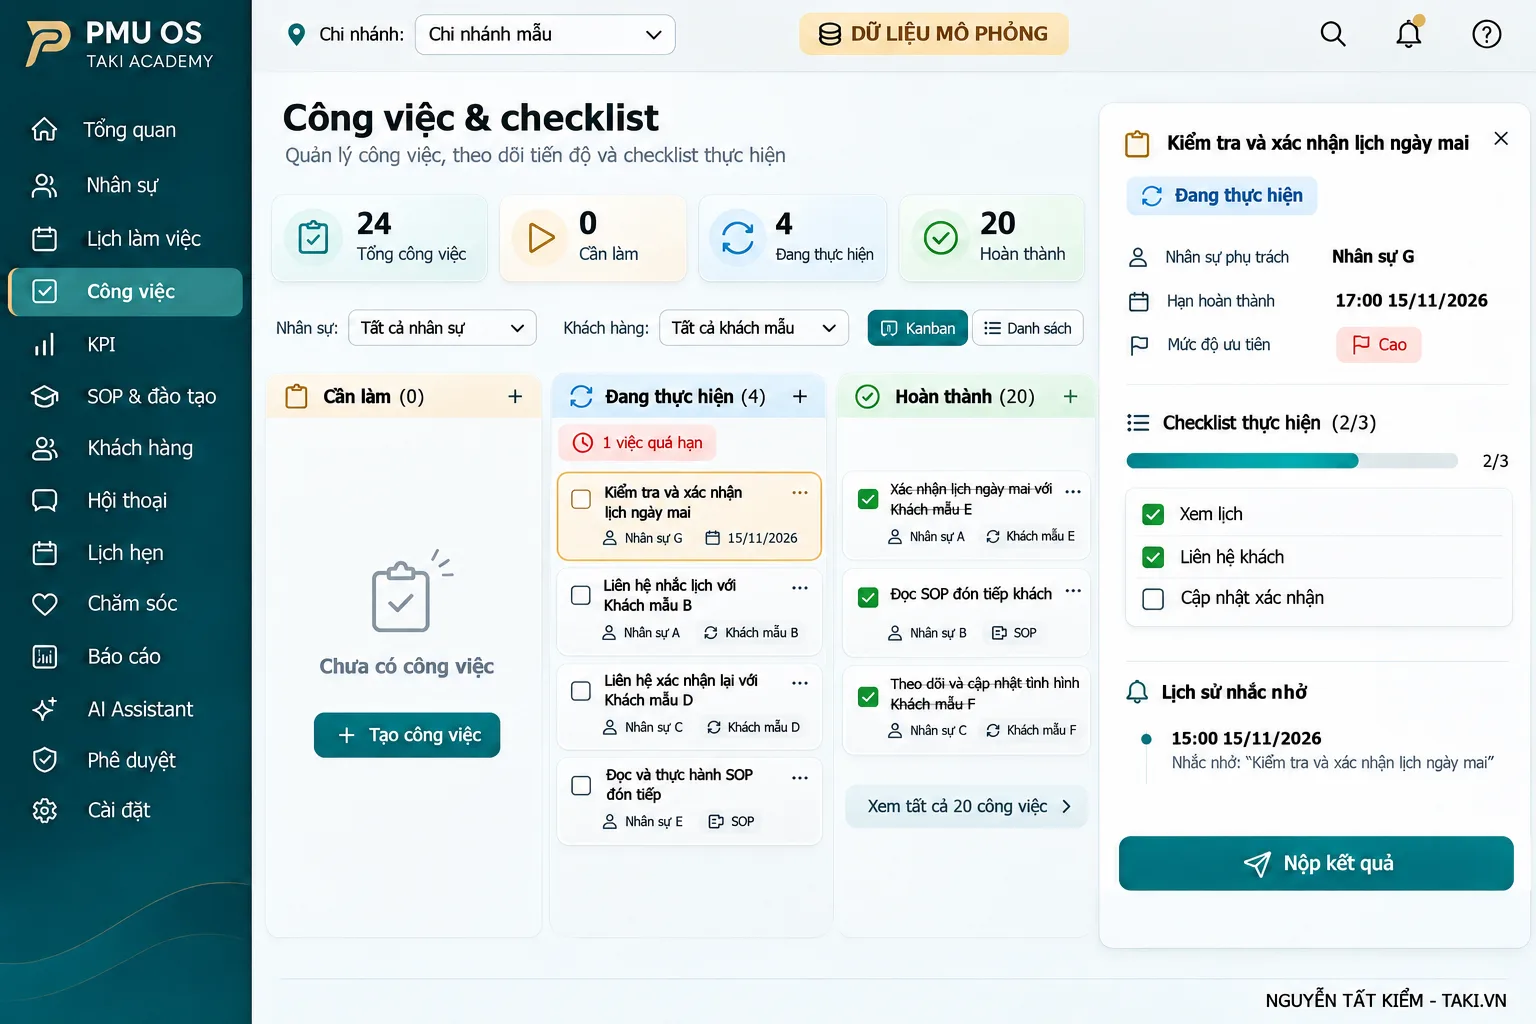 PMU OS
TAKI ACADEMY
Tổng quan
Nhân sự
Lịch làm việc
Công việc
KPI
SOP & đào tạo
Khách hàng
Hội thoại
Lịch hẹn
Chăm sóc
Báo cáo
AI Assistant
Phê duyệt
Cài đặt
Chi nhánh:
Chi nhánh mẫu
DỮ LIỆU MÔ PHỎNG
Công việc & checklist
Quản lý công việc, theo dõi tiến độ và checklist thực hiện
24
Tổng công việc
0
Cần làm
4
Đang thực hiện
20
Hoàn thành
Nhân sự:
Tất cả nhân sự
Khách hàng:
Tất cả khách mẫu
Kanban
Danh sách
Cần làm (0)
Chưa có công việc
Tạo công việc
Đang thực hiện (4)
1 việc quá hạn
Kiểm tra và xác nhận
lịch ngày mai
Nhân sự G
15/11/2026
Liên hệ nhắc lịch với
Khách mẫu B
Nhân sự A
Khách mẫu B
Liên hệ xác nhận lại với
Khách mẫu D
Nhân sự C
Khách mẫu D
Đọc và thực hành SOP
đón tiếp
Nhân sự E
SOP
Hoàn thành (20)
Xác nhận lịch ngày mai với
Khách mẫu E
Nhân sự A
Khách mẫu E
Đọc SOP đón tiếp khách
Nhân sự B
SOP
Theo dõi và cập nhật tình hình
Khách mẫu F
Nhân sự C
Khách mẫu F
Xem tất cả 20 công việc
Kiểm tra và xác nhận lịch ngày mai
Đang thực hiện
Nhân sự phụ trách
Nhân sự G
Hạn hoàn thành
17:00 15/11/2026
Mức độ ưu tiên
Cao
Checklist thực hiện (2/3)
2/3
Xem lịch
Liên hệ khách
Cập nhật xác nhận
Lịch sử nhắc nhở
15:00 15/11/2026
Nhắc nhở: “Kiểm tra và xác nhận lịch ngày mai”
Nộp kết quả
NGUYỄN TẤT KIỂM - TAKI.VN